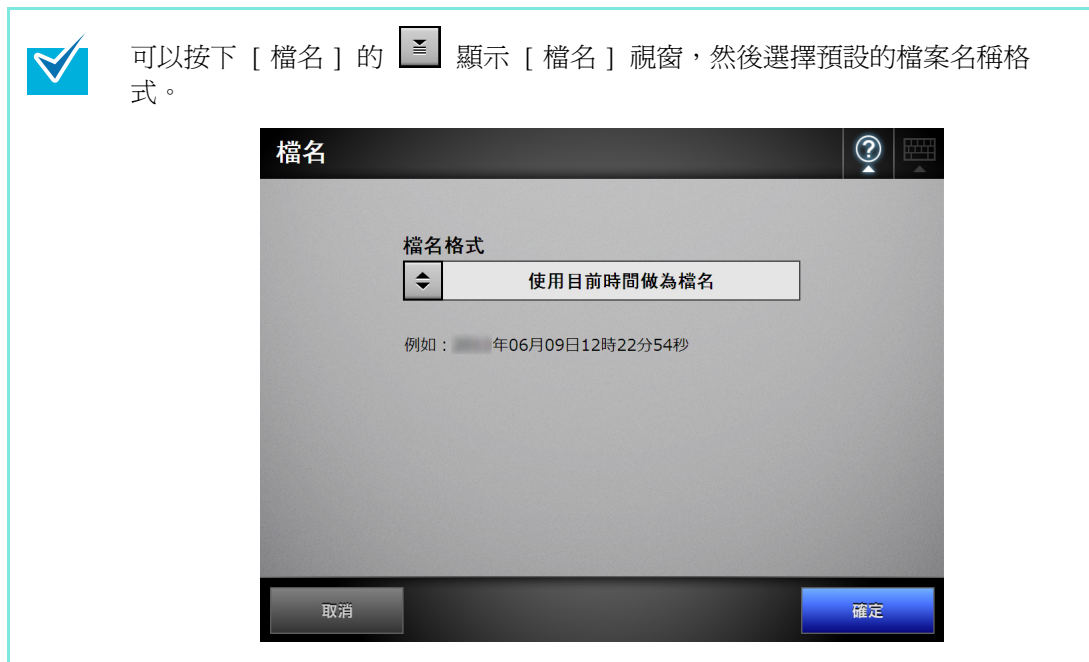 可以按下 [ 檔名 ] 的 顯示 [ 檔名 ] 視窗，然後選擇預設的檔案名稱格
式。
檔名
檔名格式
使用目前時間做為檔名
例如： 年06月09日12時22分54秒
取消 確定